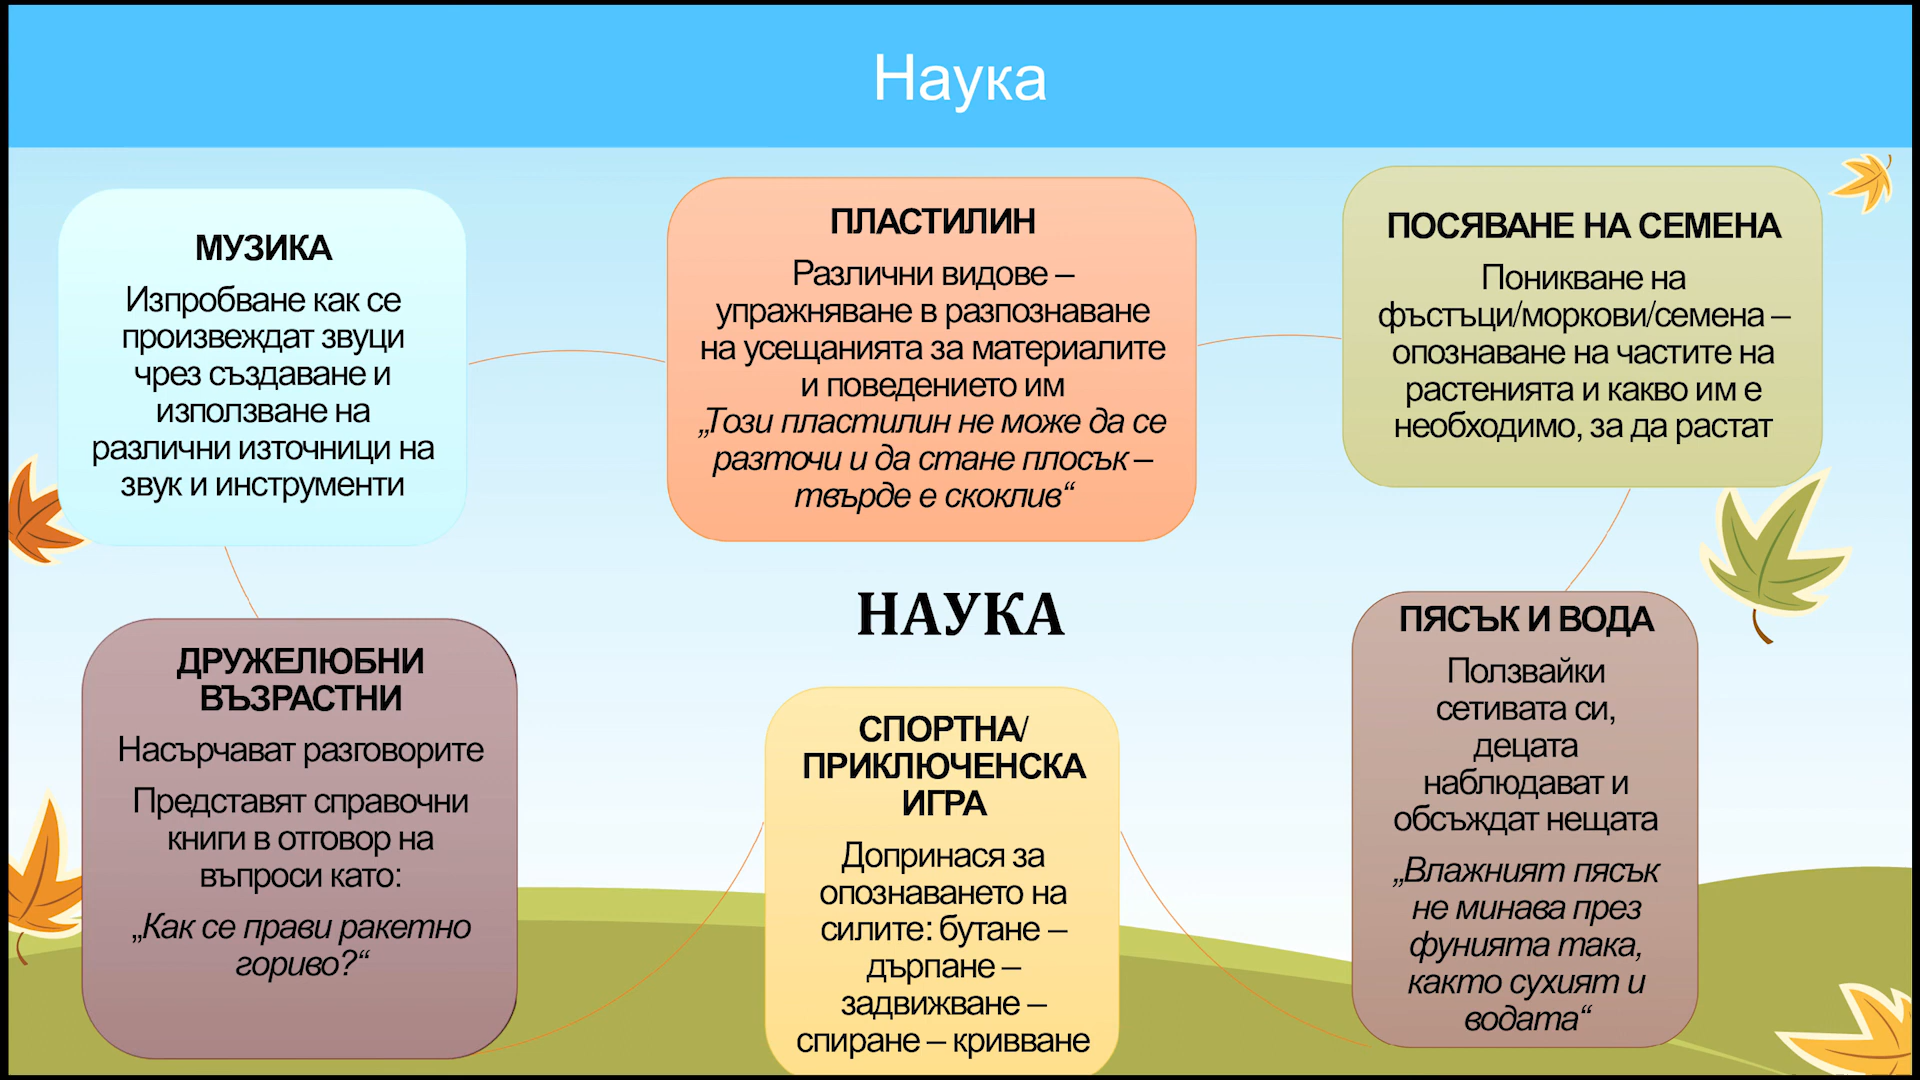 Наука
МУЗИКА
Изпробване как се
произвеждат звуци
чрез създаване и
използване на
различни източници на
звук и инструменти
ПЛАСТИЛИН
Различни видове –
упражняване в разпознаване
на усещанията за материалите
и поведението им
„Този пластилин не може да се
разточи и да стане плосък –
твърде е скоклив“
ПОСЯВАНЕ НА СЕМЕНА
Поникване на
фъстъци/моркови/семена –
опознаване на частите на
растенията и какво им е
необходимо, за да растат
НАУКА
ДРУЖЕЛЮБНИ
ВЪЗРАСТНИ
Насърчават разговорите
Представят справочни
книги в отговор на
въпроси като:
„Как се прави ракетно
гориво?“
СПОРТНА/
ПРИКЛЮЧЕНСКА
ИГРА
Допринася за
опознаването на
силите: бутане –
дърпане –
задвижване –
спиране – кривване
ПЯСЪК И ВОДА
Ползвайки
сетивата си,
децата
наблюдават и
обсъждат нещата
„Влажният пясък
не минава през
фунията така,
както сухият и
водата“